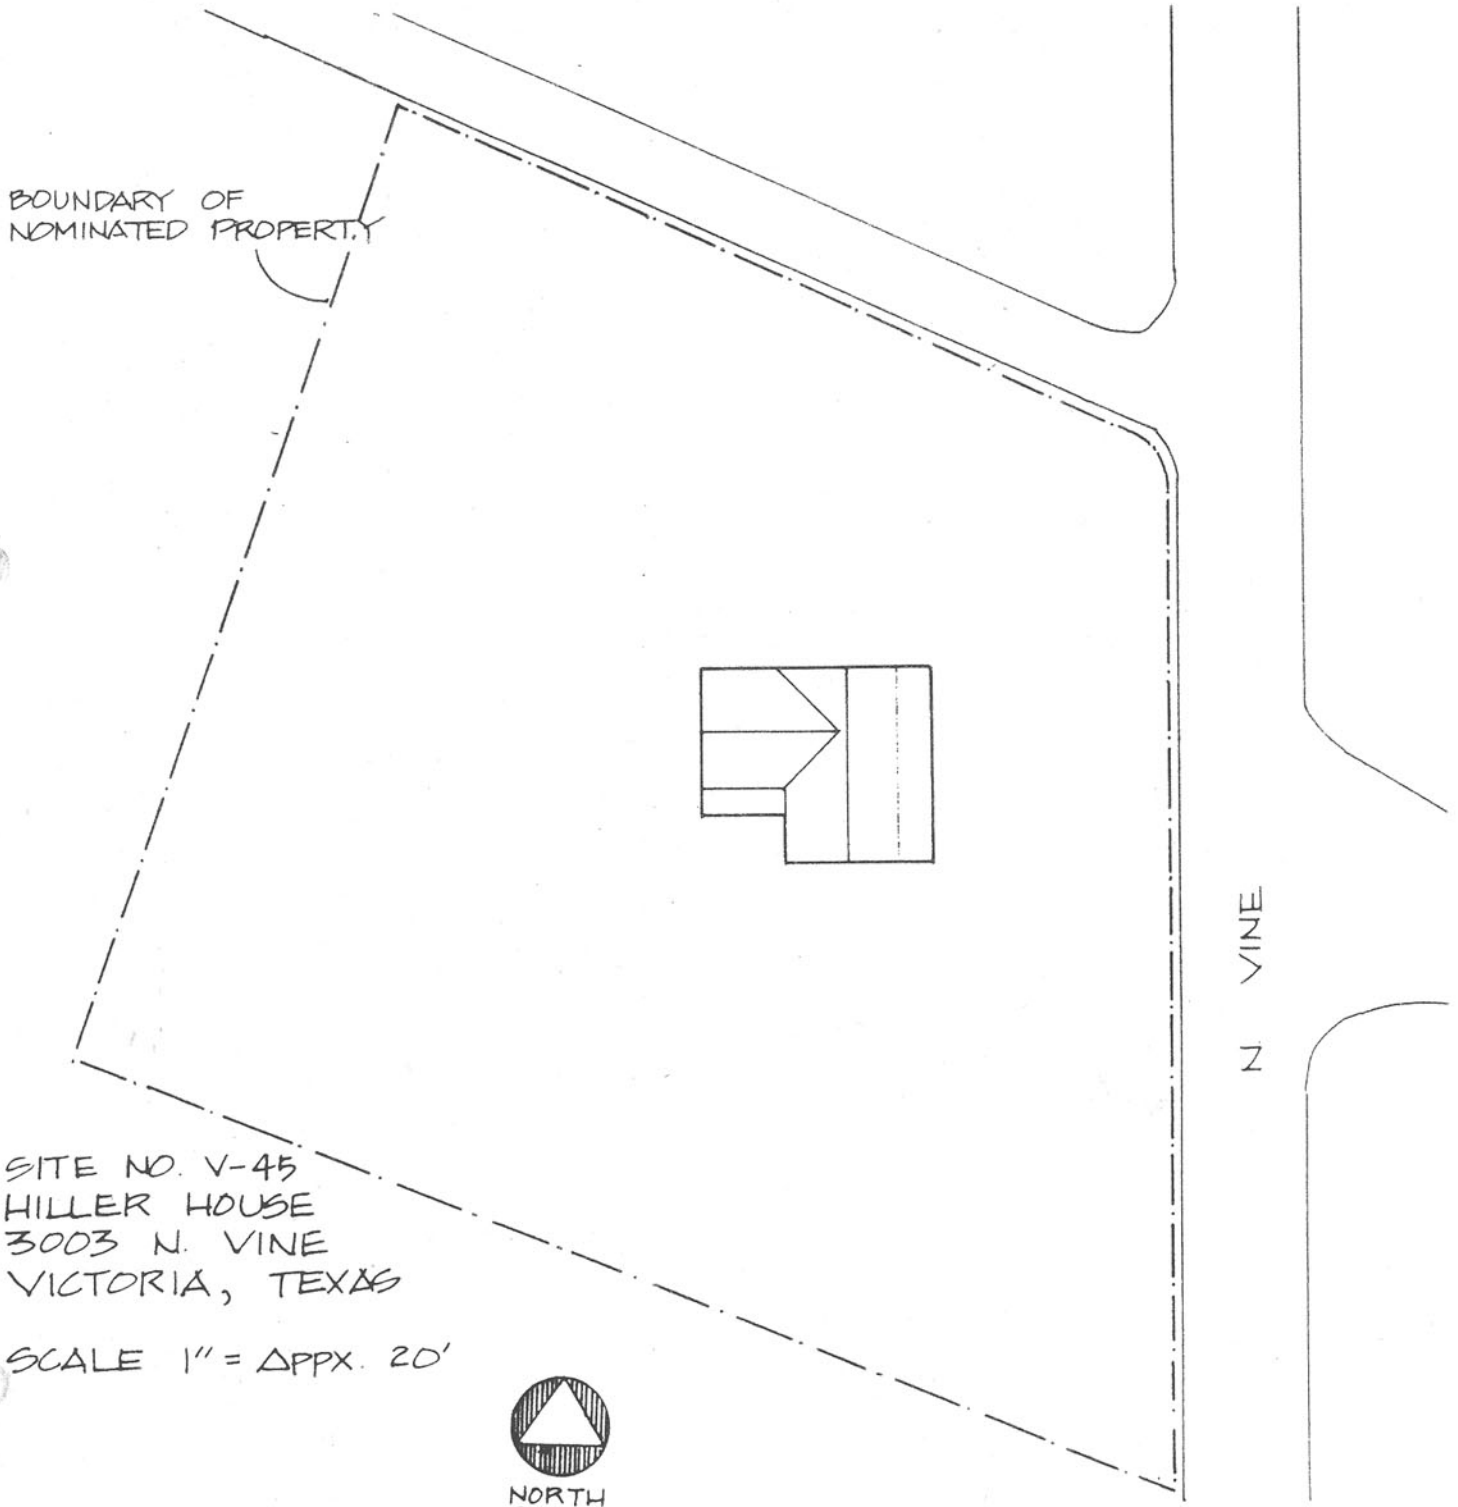 BOUNDARY OF
NOMINATED PROPERTY
N VINE
SITE NO. V-45
HILLER HOUSE
3003 N. VINE
VICTORIA, TEXAS
SCALE 1" = APPX. 20'
NORTH